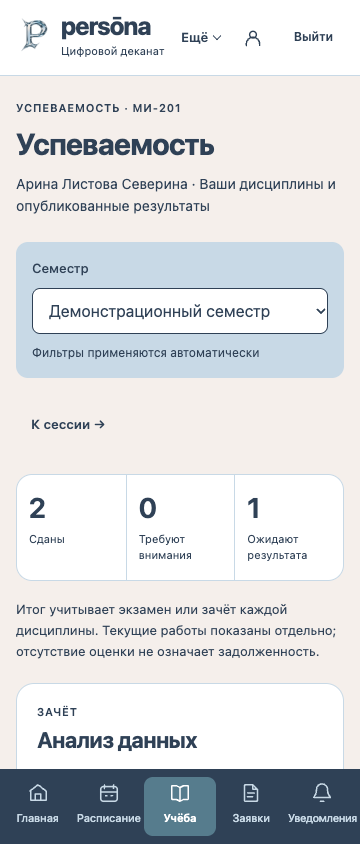 persōna
Цифровой деканат
Ещё
Выйти
УСПЕВАЕМОСТЬ · МИ-201
Успеваемость
Арина Листова Северина · Ваши дисциплины и
опубликованные результаты
Семестр
Демонстрационный семестр
Фильтры применяются автоматически
К сессии →
2
Сданы
0
Требуют
внимания
1
Ожидают
результата
Итог учитывает экзамен или зачёт каждой
дисциплины. Текущие работы показаны отдельно;
отсутствие оценки не означает задолженность.
ЗАЧЁТ
Анализ данных
Главная
Расписание
Учёба
Заявки
Уведомления